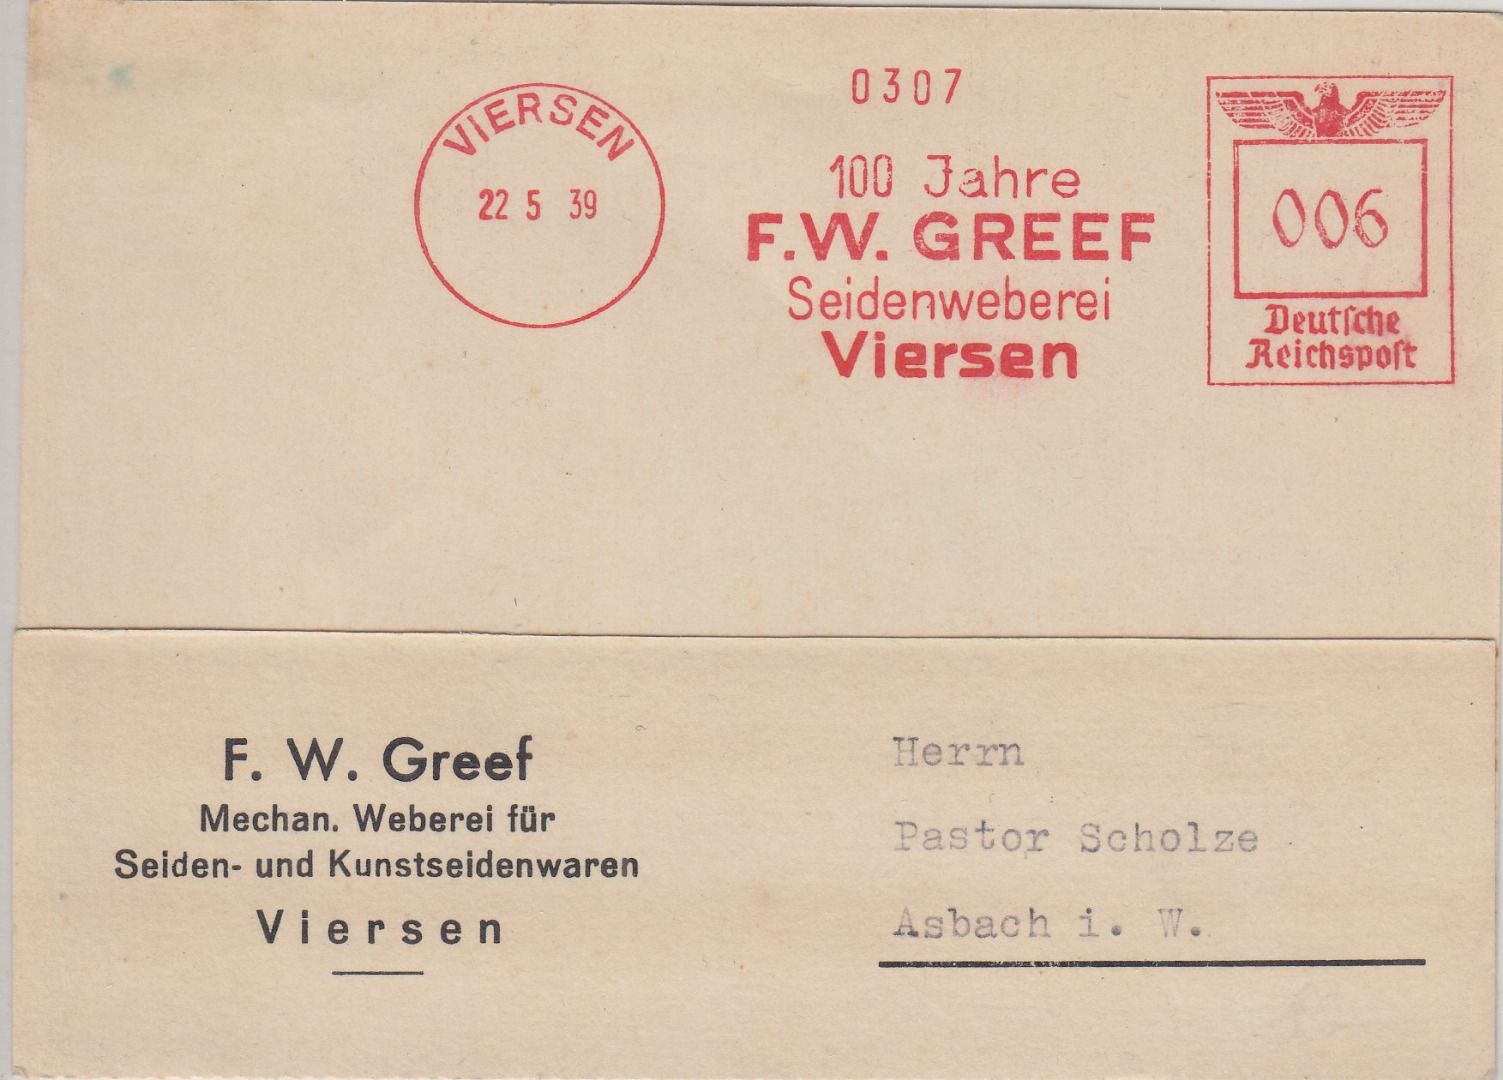 0307
VIERSEN
22 5 39
100 Jahre
F.W. GREEF
Seidenweberei
Viersen
006
Deutſche
Reichspoſt
F. W. Greef
Mechan. Weberei für
Seiden- und Kunstseidenwaren
Viersen
Herrn
Pastor Scholze
Asbach i. W.